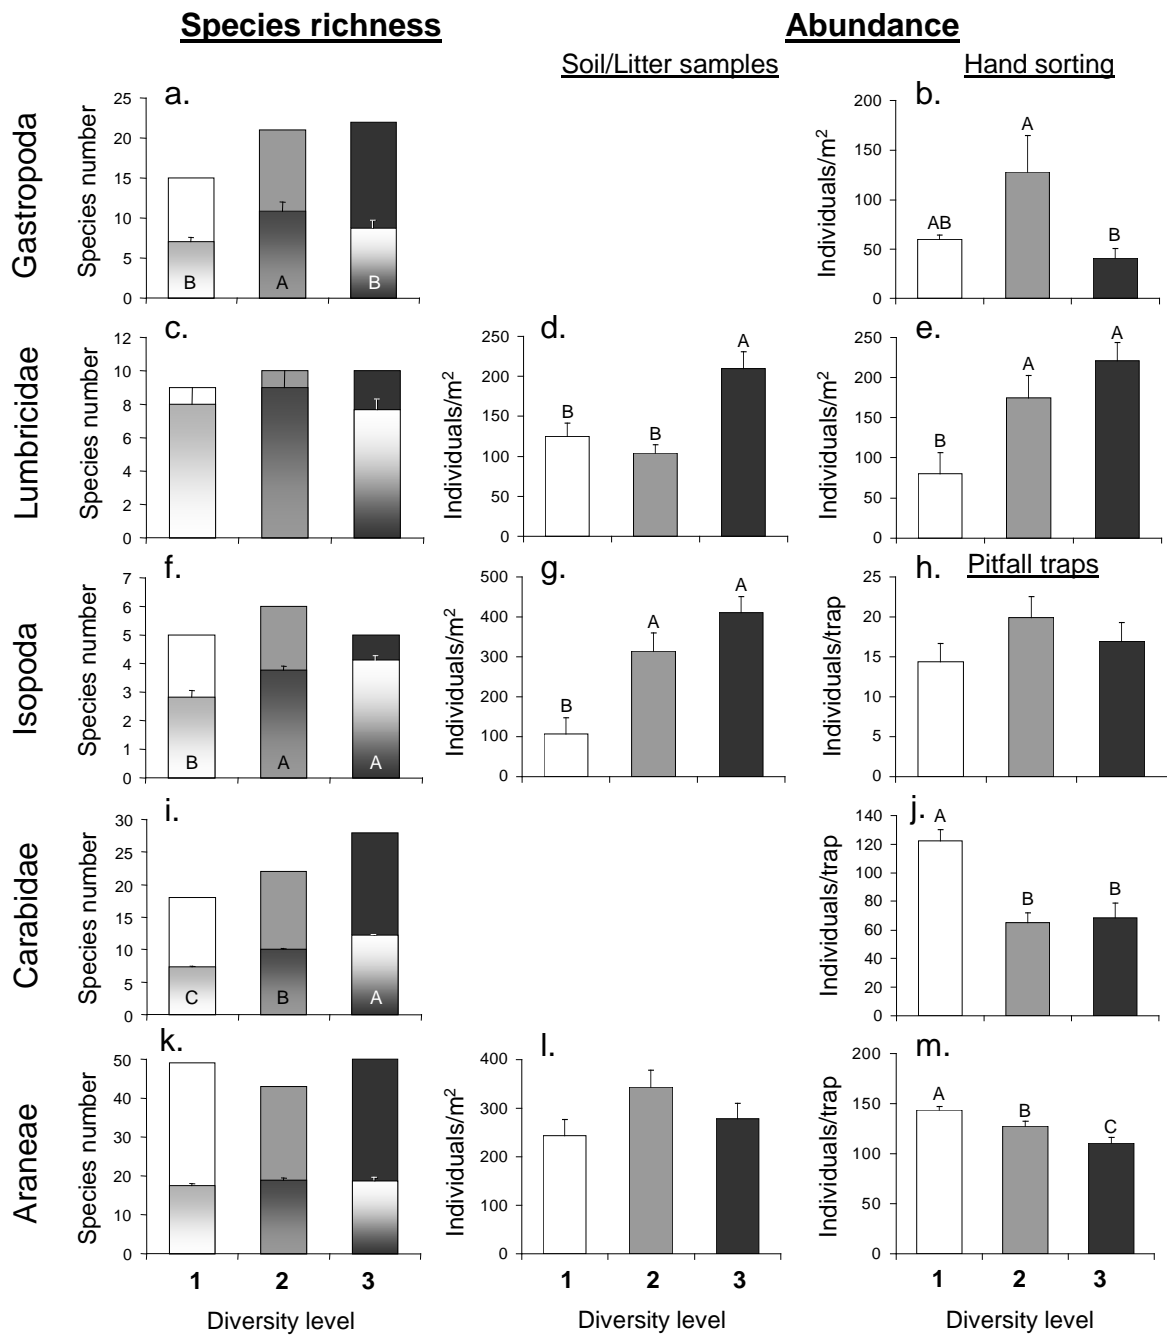 Species richness
Abundance
Soil/Litter samples
Hand sorting
Gastropoda
Species number
25
20
15
10
5
0
a.
B
A
B
Individuals/m2
200
150
100
50
0
b.
AB
A
B
Lumbricidae
Species number
12
10
8
6
4
2
0
c.
Individuals/m2
250
200
150
100
50
0
d.
B
B
A
Individuals/m2
250
200
150
100
50
0
e.
B
A
A
Isopoda
Species number
7
6
5
4
3
2
1
0
f.
B
A
A
Individuals/m2
500
400
300
200
100
0
g.
B
A
A
Pitfall traps
Individuals/trap
25
20
15
10
5
0
h.
Carabidae
Species number
30
25
20
15
10
5
0
i.
C
B
A
Individuals/trap
140
120
100
80
60
40
20
0
j.
A
B
B
Araneae
Species number
50
40
30
20
10
0
k.
1 2 3
Diversity level
Individuals/m2
400
300
200
100
0
l.
1 2 3
Diversity level
Individuals/trap
200
150
100
50
0
m.
A
B
C
1 2 3
Diversity level